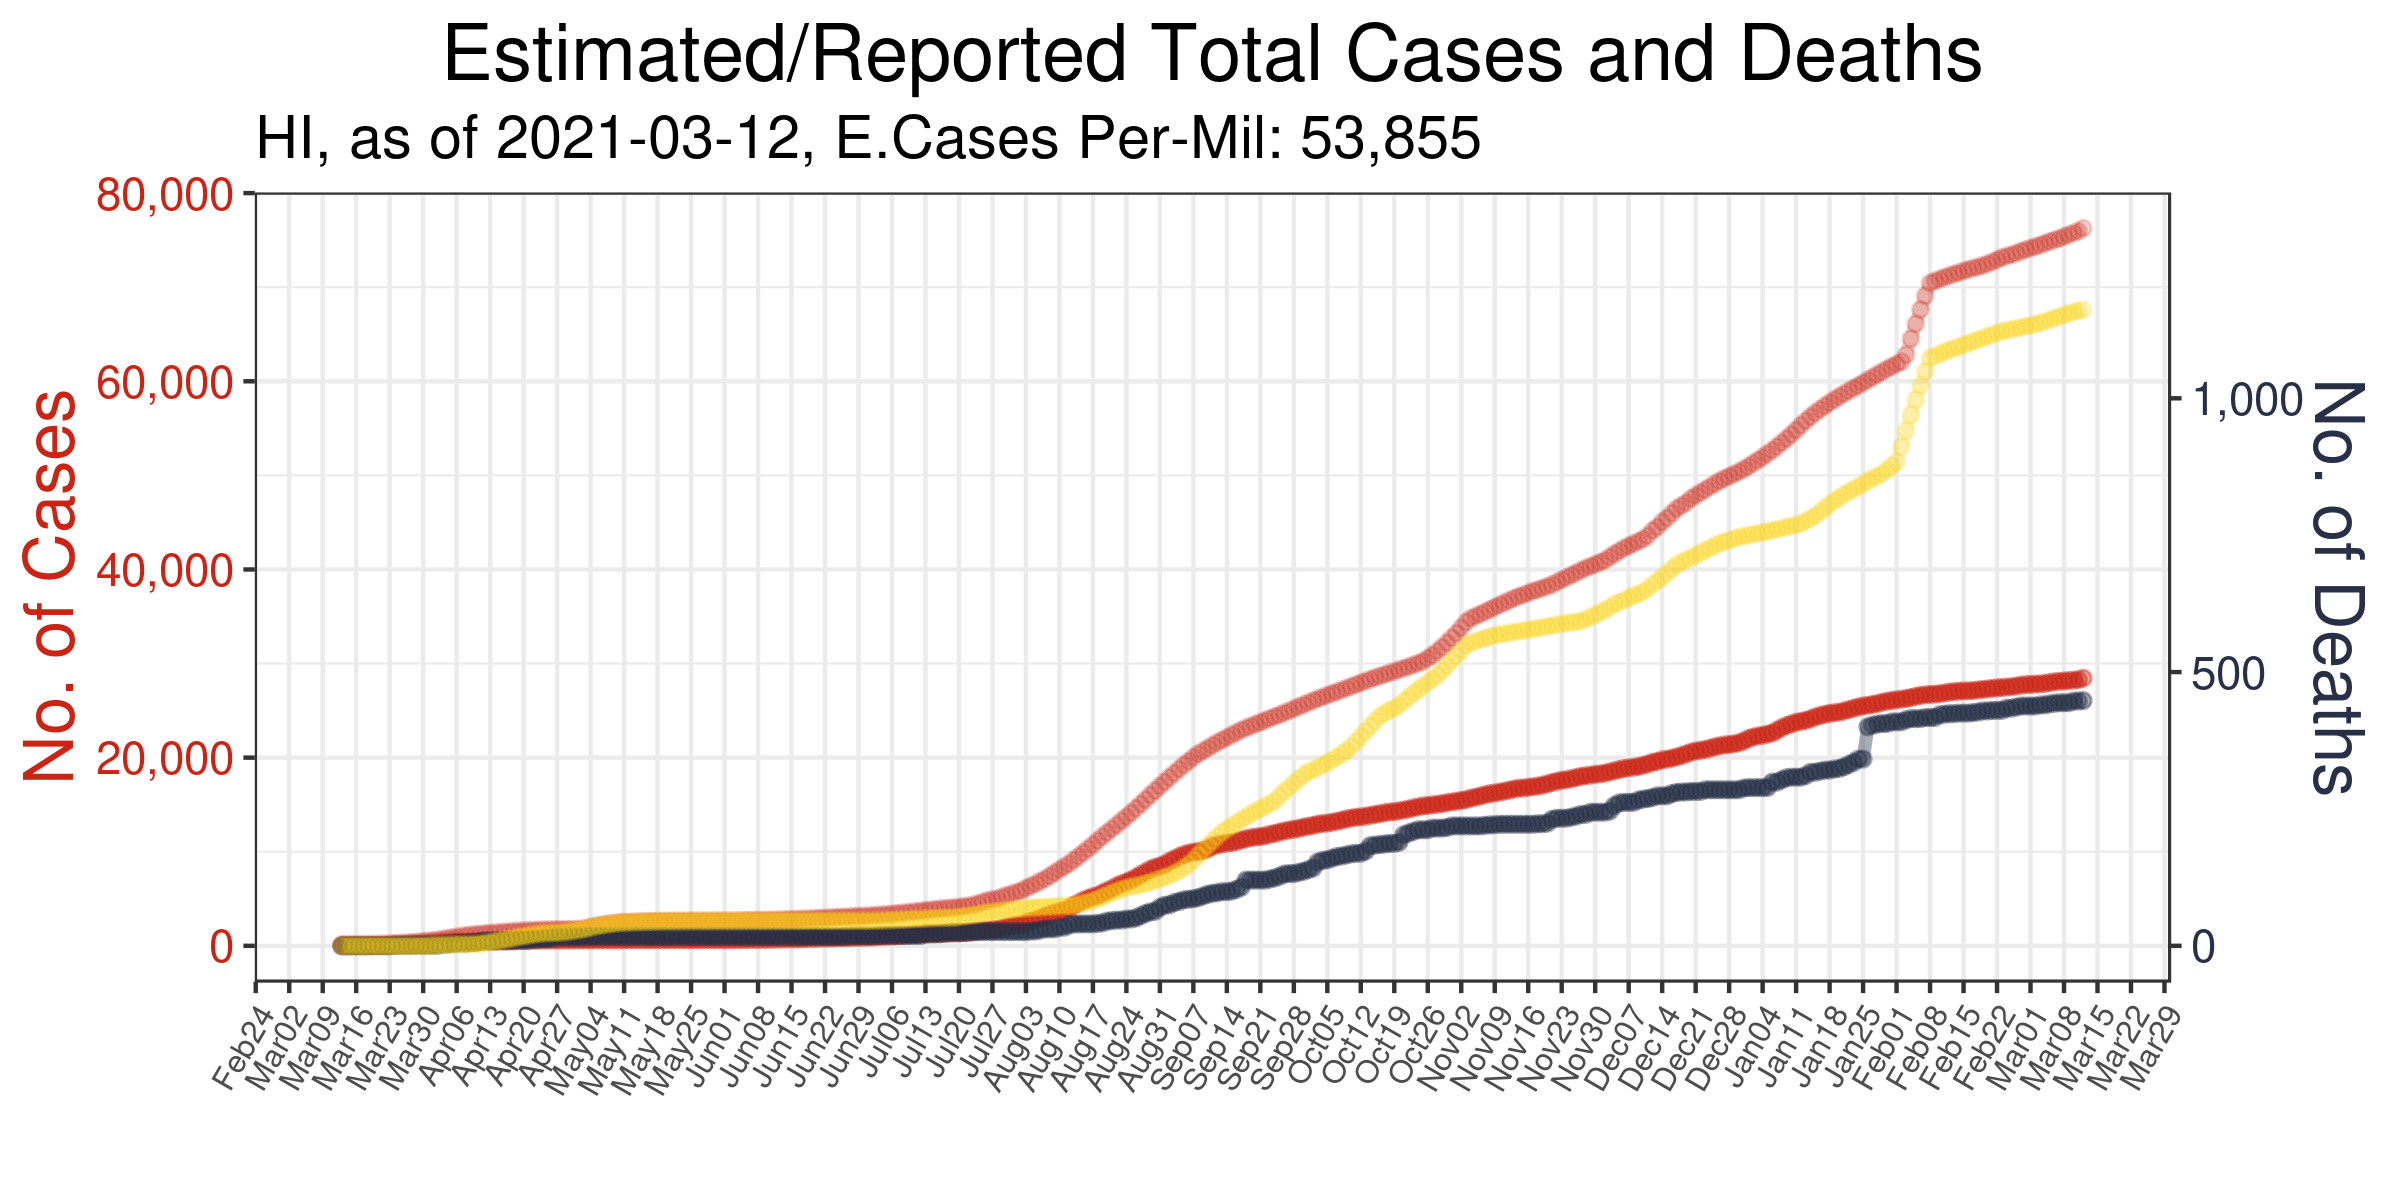 Estimated/Reported Total Cases and Deaths
HI, as of 2021-03-12, E.Cases Per-Mil: 53,855
No. of Cases
80,000
60,000
40,000
20,000
0
1,000
500
0
No. of Deaths
Feb24
Mar02
Mar09
Mar16
Mar23
Mar30
Apr06
Apr13
Apr20
Apr27
May04
May11
May18
May25
Jun01
Jun08
Jun15
Jun22
Jun29
Jul06
Jul13
Jul20
Jul27
Aug03
Aug10
Aug17
Aug24
Aug31
Sep07
Sep14
Sep21
Sep28
Oct05
Oct12
Oct19
Oct26
Nov02
Nov09
Nov16
Nov23
Nov30
Dec07
Dec14
Dec21
Dec28
Jan04
Jan11
Jan18
Jan25
Feb01
Feb08
Feb15
Feb22
Mar01
Mar08
Mar15
Mar22
Mar29